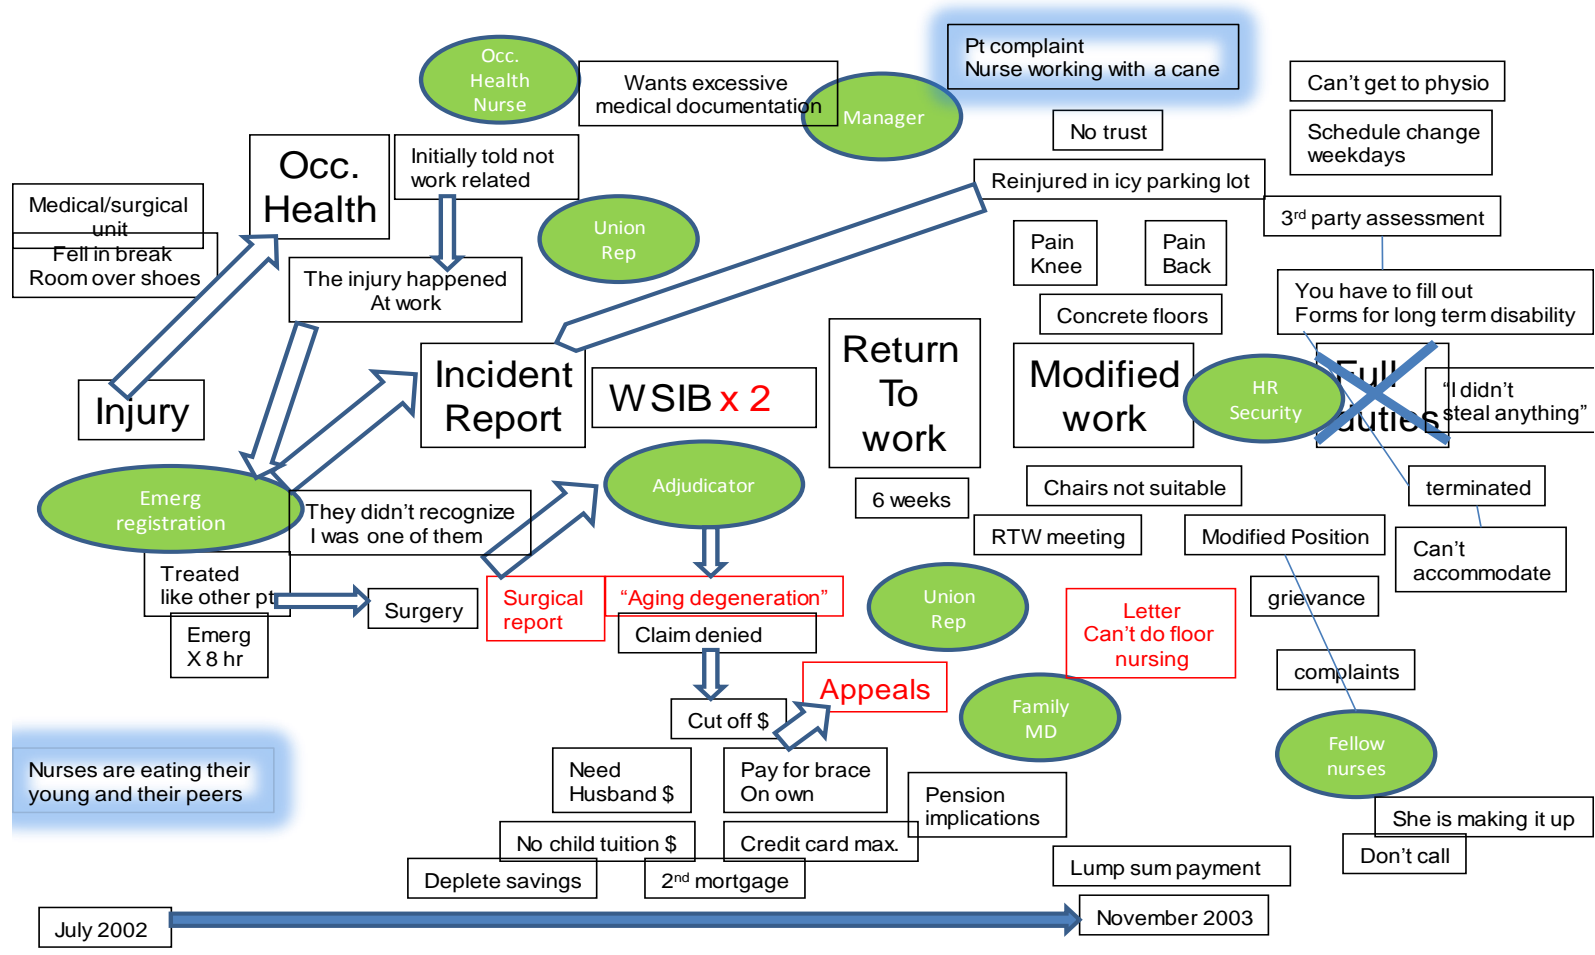 Occ.
Health
Nurse
Wants excessive
medical documentation
Manager
Pt complaint
Nurse working with a cane
Can't get to physio
No trust
Schedule change
weekdays
Occ.
Health
Initially told not
work related
Reinjured in icy parking lot
Medical/surgical
unit
Fell in break
Room over shoes
Union
Rep
3rd party assessment
Pain
Knee
Pain
Back
The injury happened
At work
You have to fill out
Forms for long term disability
Concrete floors
Injury
Incident
Report
WSIB x 2
Return
To
work
Modified
work
HR
Security
Full
duties
“I didn't
steal anything”
Emerg
registration
They didn't recognize
I was one of them
Adjudicator
6 weeks
Chairs not suitable
terminated
RTW meeting
Modified Position
Can't
accommodate
Treated
like other pt
Surgery
Surgical
report
“Aging degeneration”
Claim denied
Union
Rep
Letter
Can't do floor
nursing
grievance
Emerg
X 8 hr
complaints
Appeals
Cut off $
Family
MD
Fellow
nurses
Nurses are eating their
young and their peers
Need
Husband $
Pay for brace
On own
Pension
implications
She is making it up
No child tuition $
Credit card max.
Don't call
Deplete savings
2nd mortgage
Lump sum payment
July 2002
November 2003